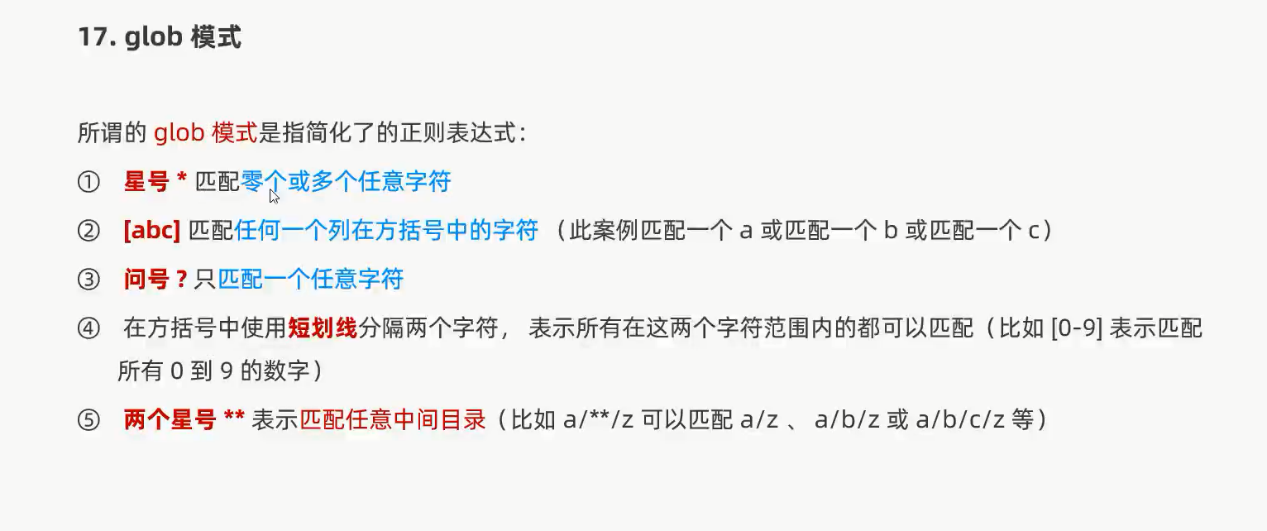 17. glob 模式
所谓的 glob 模式是指简化了的正则表达式：
① 星号 * 匹配零个或多个任意字符
② [abc] 匹配任何一个列在方括号中的字符 （此案例匹配一个 a 或匹配一个 b 或匹配一个 c）
③ 问号 ? 只匹配一个任意字符
④ 在方括号中使用短划线分隔两个字符， 表示所有在这两个字符范围内的都可以匹配（比如 [0-9] 表示匹配
所有 0 到 9 的数字）
⑤ 两个星号 ** 表示匹配任意中间目录（比如 a/**/z 可以匹配 a/z 、 a/b/z 或 a/b/c/z 等）